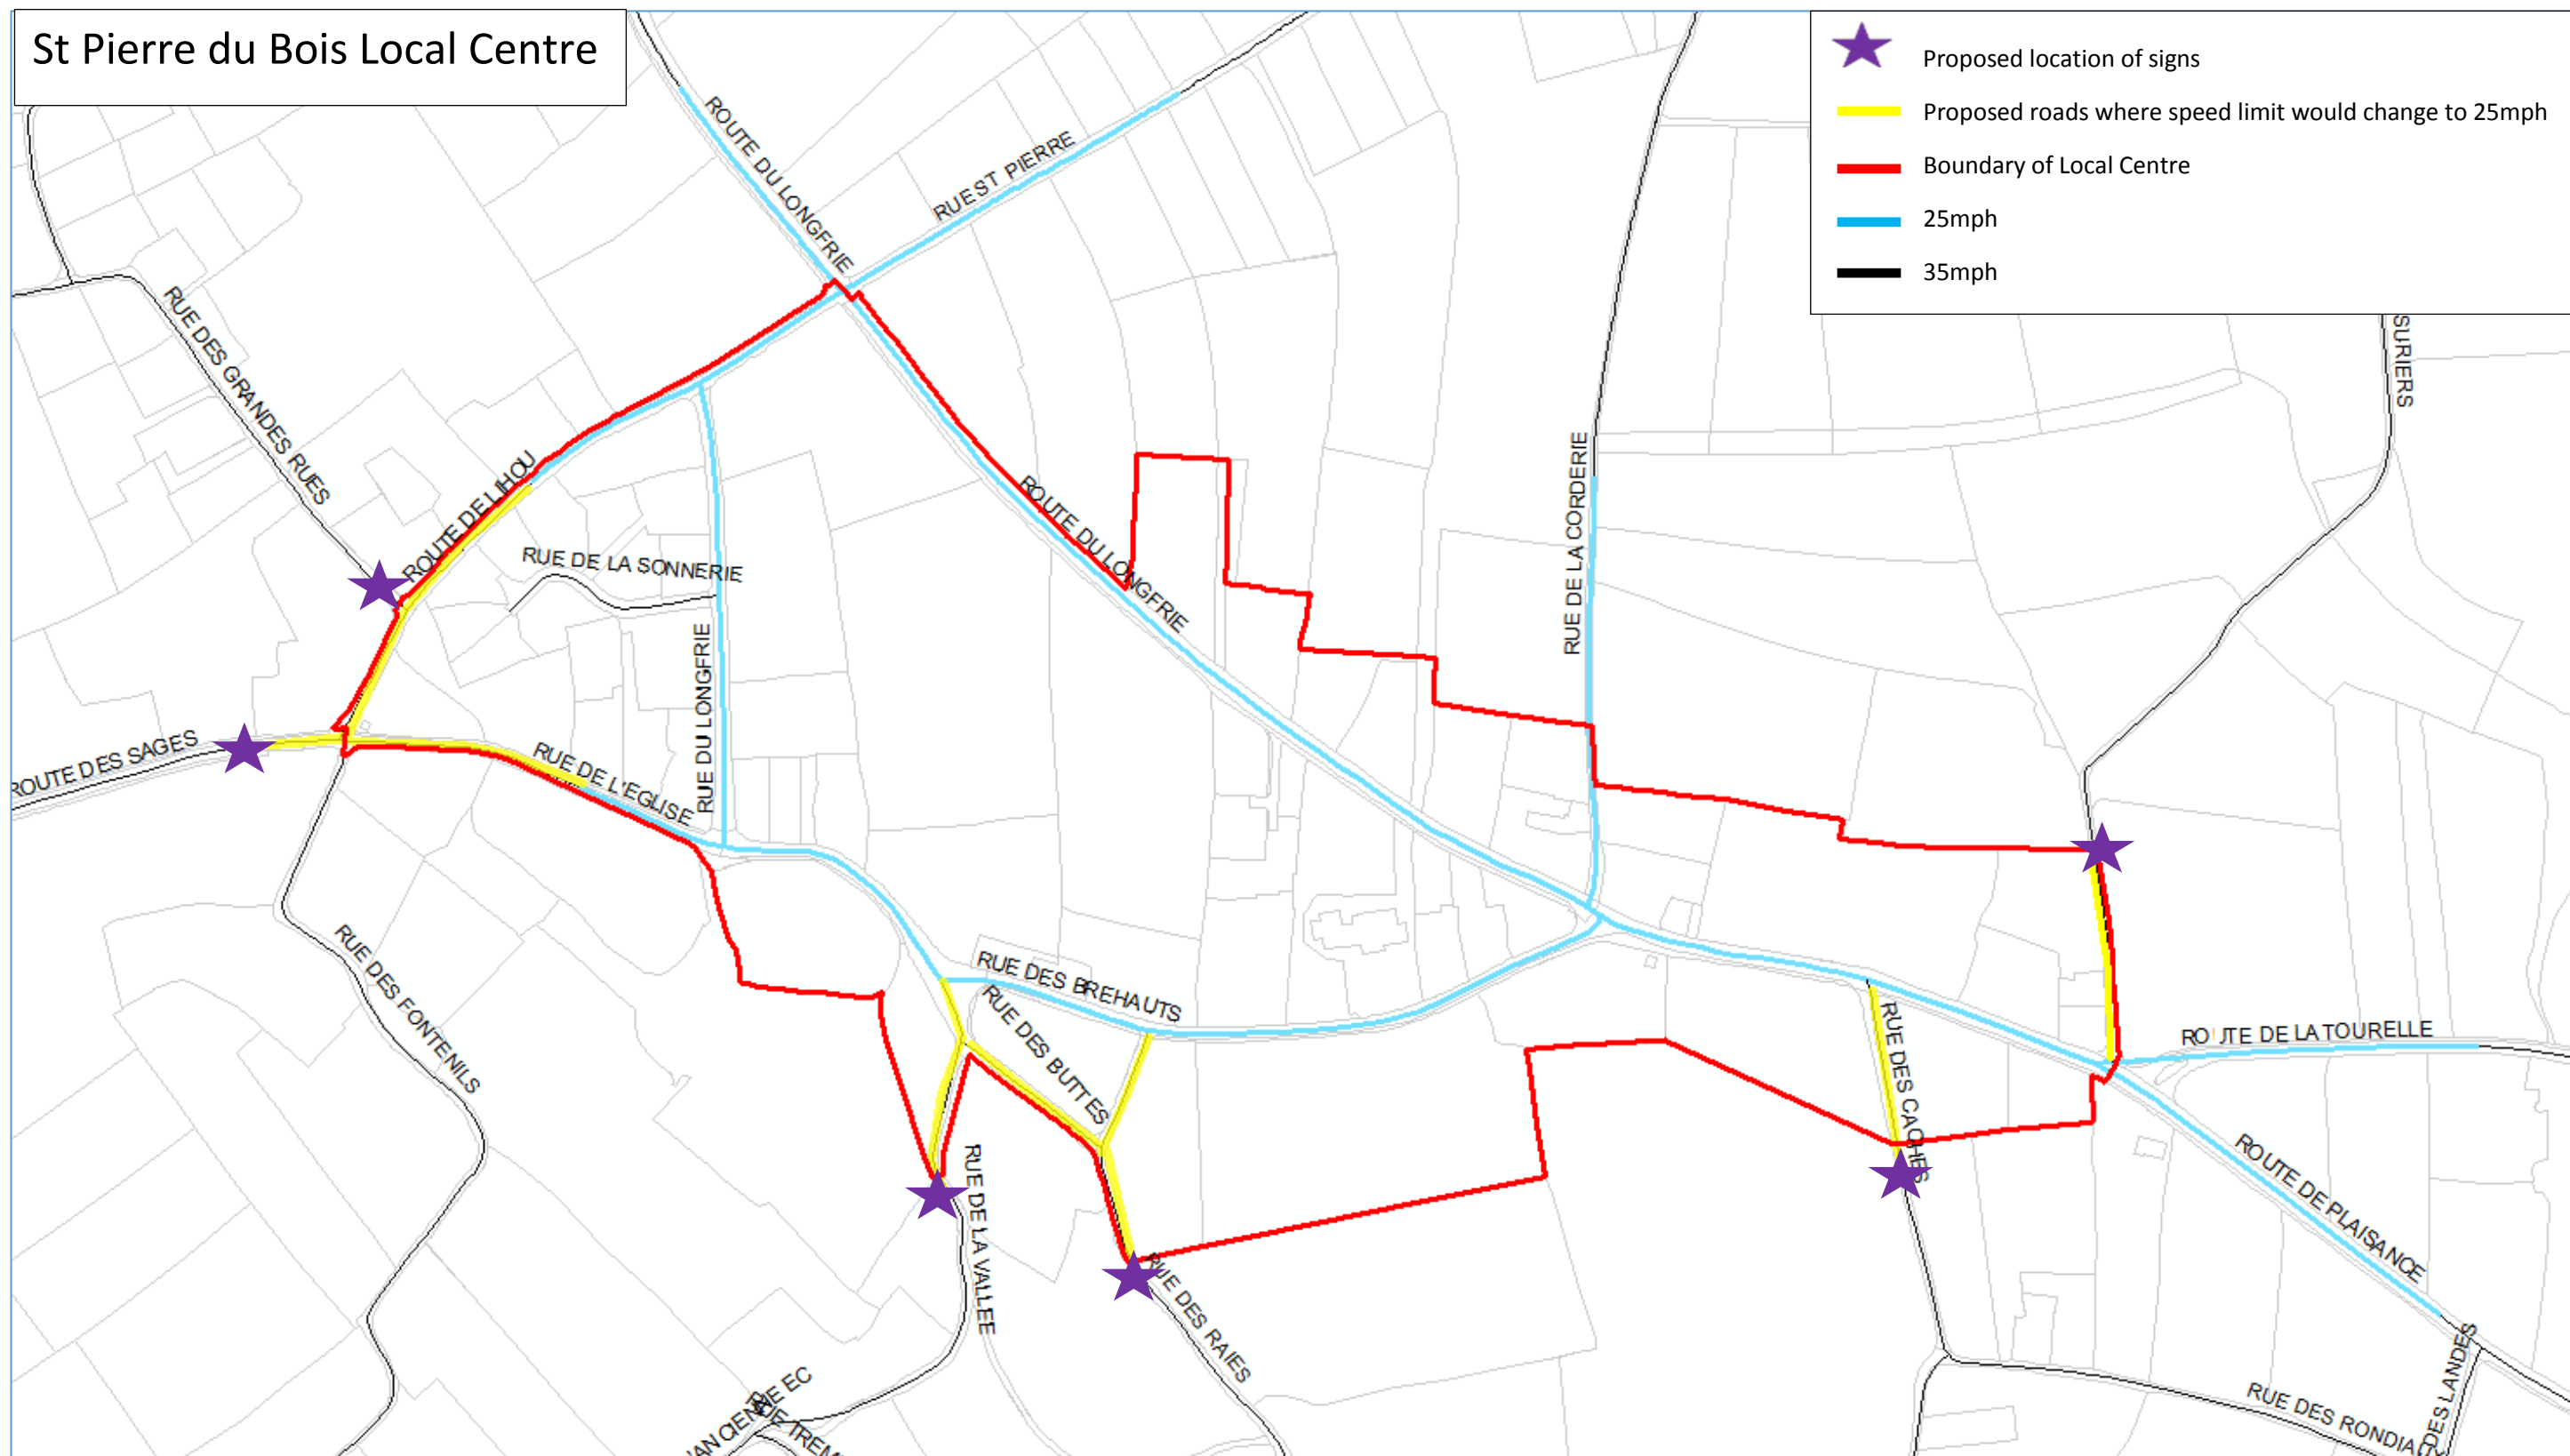 St Pierre du Bois Local Centre
Proposed location of signs
Proposed roads where speed limit would change to 25mph
Boundary of Local Centre
25mph
35mph
ROUTE DU LONGFRIE
RUE ST PIERRE
RUE DES GRANDES RUES
SURIERS
ROUTE DE LIHOU
RUE DE LA SONNERIE
ROUTE DU LONGFRIE
RUE DE LA CORDERIE
RUE DU LONGFRIE
ROUTE DES SAGES
RUE DE L'EGLISE
RUE DES FONTENILS
RUE DES BREHAUTS
RUE DES BUTTES
RUE DES CACHES
ROUTE DE LA TOURELLE
RUE DE LA VALLEE
ROUTE DE PLAISANCE
RUE DES RAIES
DES LANDES
RUE DES RONDIAUX
RUE TREM